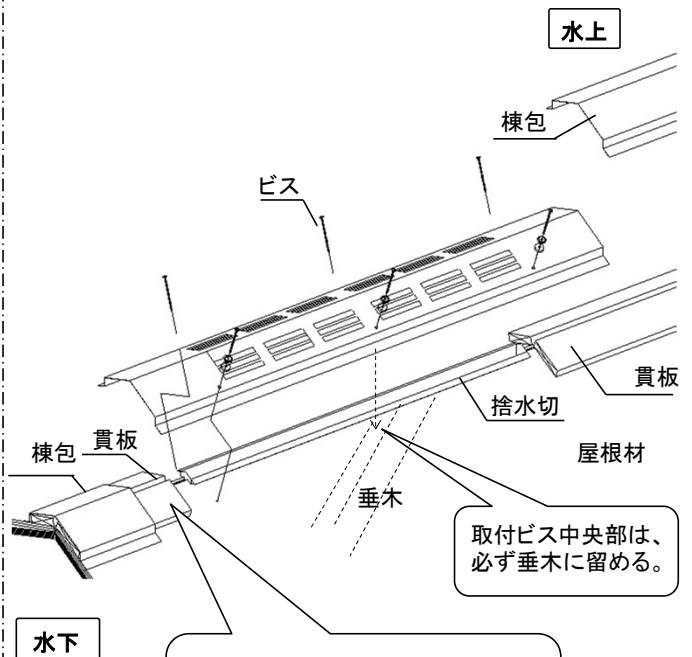 水上
棟包
ビス
貫板
捨水切
棟包
貫板
屋根材
垂木
取付ビス中央部は、
必ず垂木に留める。
水下